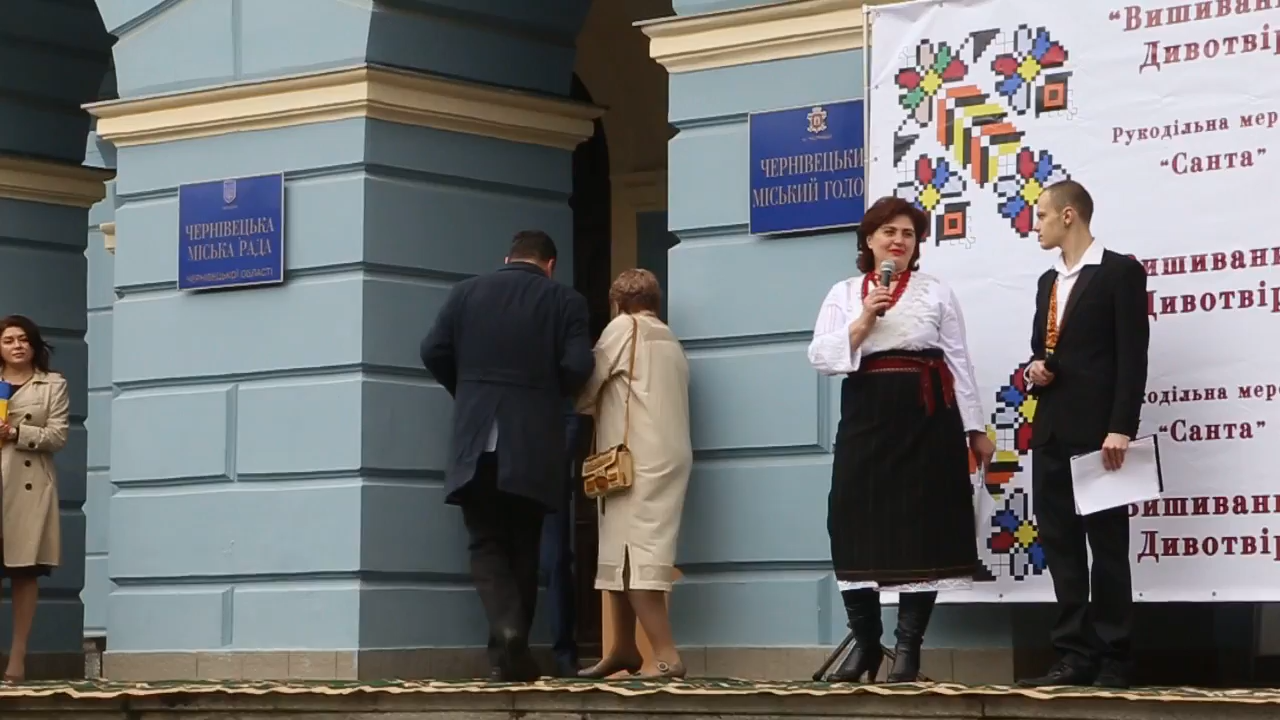 ЧЕРНІВЕЦЬКА
МІСЬКА РАДА
ЧЕРНІВЕЦЬКОЇ ОБЛАСТІ
ЧЕРНІВЕЦЬКИ
МІСЬКИЙ ГОЛО
“Вишиван
Дивотвір
Рукодільна мер
“Санта”
Вишиван
Дивотвір
кодільна мер
“Санта”
Вишиван
Дивотвір